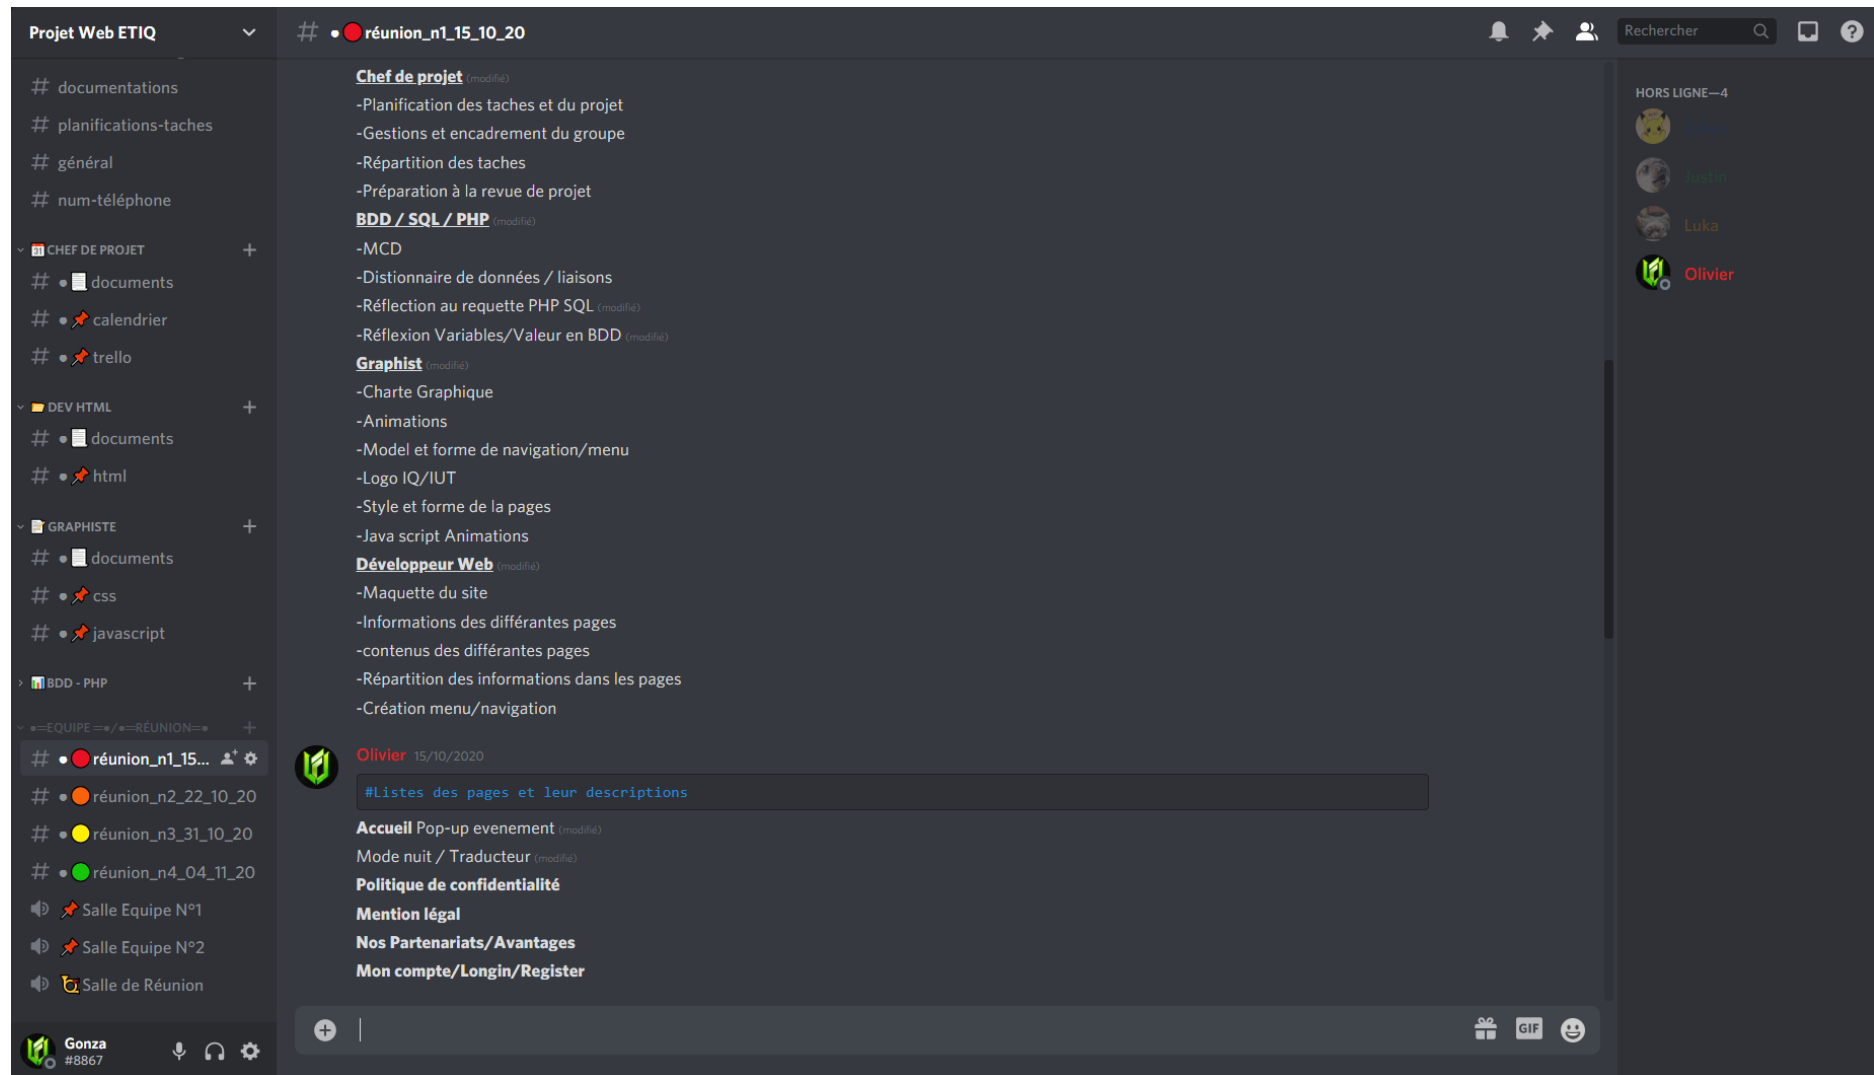 Projet Web ETIQ
# documentations
# planifications-taches
# général
# num-téléphone
CHEF DE PROJET
# documents
# calendrier
# trello
DEV HTML
# documents
# html
GRAPHISTE
# documents
# css
# javascript
BDD - PHP
•=EQUIPE=•/•=RÉUNION=•
# réunion_n1_15...
# réunion_n2_22_10_20
# réunion_n3_31_10_20
# réunion_n4_04_11_20
Salle Equipe N°1
Salle Equipe N°2
Salle de Réunion
Gonza
#8867
# réunion_n1_15_10_20
Rechercher
Chef de projet (modifié)
-Planification des taches et du projet
-Gestions et encadrement du groupe
-Répartition des taches
-Préparation à la revue de projet
BDD / SQL / PHP (modifié)
-MCD
-Distionnaire de données / liaisons
-Réflection au requette PHP SQL (modifié)
-Réflexion Variables/Valeur en BDD (modifié)
Graphist (modifié)
-Charte Graphique
-Animations
-Model et forme de navigation/menu
-Logo IQ/IUT
-Style et forme de la pages
-Java script Animations
Développeur Web (modifié)
-Maquette du site
-Informations des différantes pages
-contenus des différantes pages
-Répartition des informations dans les pages
-Création menu/navigation
Olivier 15/10/2020
#Listes des pages et leur descriptions
Accueil Pop-up evenement (modifié)
Mode nuit / Traducteur (modifié)
Politique de confidentialité
Mention légal
Nos Partenariats/Avantages
Mon compte/Longin/Register
GIF
HORS LIGNE—4
Justin
Luka
Olivier